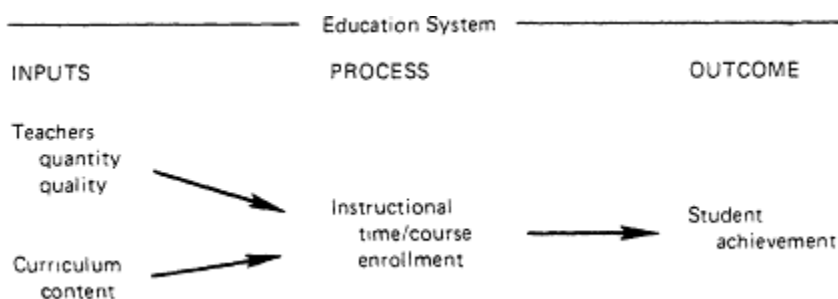 Education System
INPUTS
PROCESS
OUTCOME
Teachers
quantity
quality
Instructional
time/course
enrollment
Student
achievement
Curriculum
content